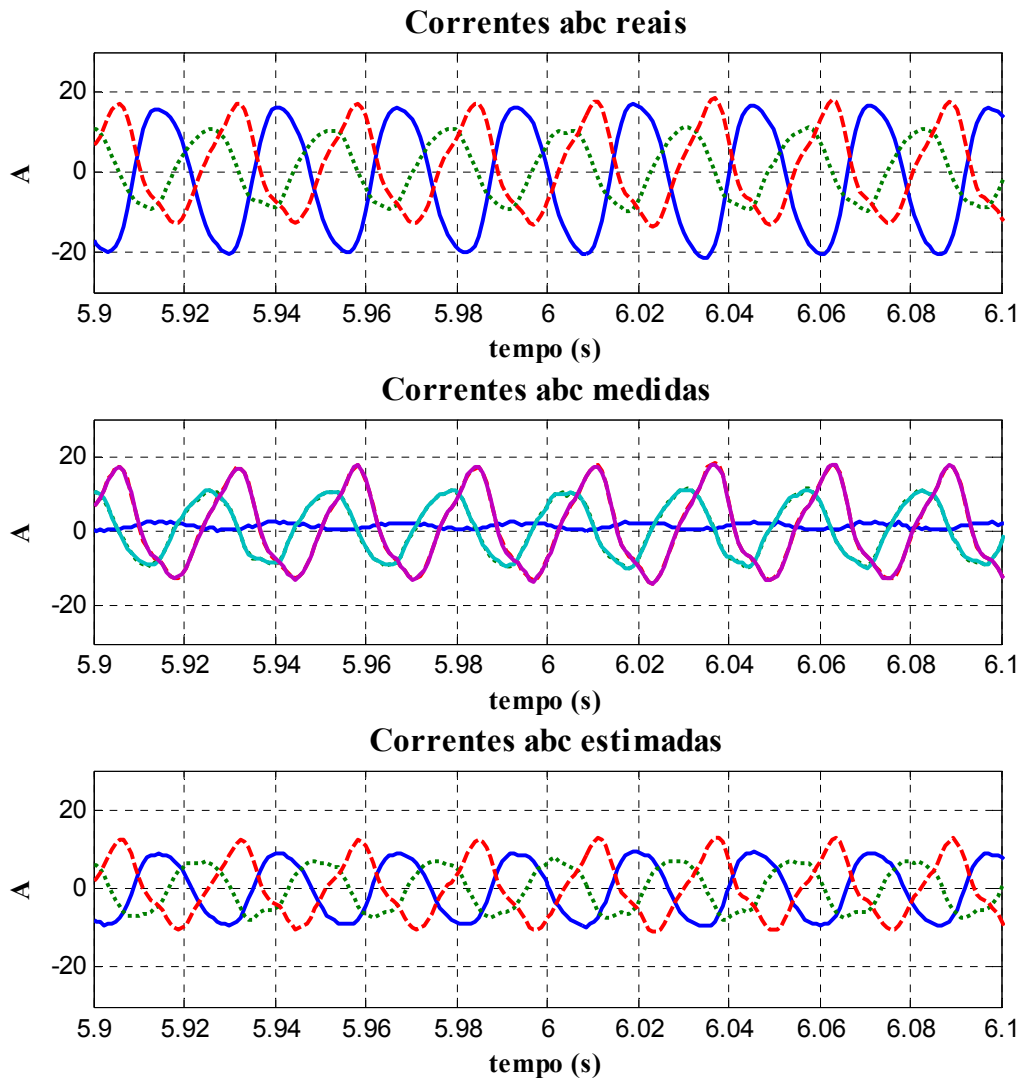 Correntes abc reais
20
0
-20
A
5.9 5.92 5.94 5.96 5.98 6 6.02 6.04 6.06 6.08 6.1
tempo (s)
Correntes abc medidas
20
0
-20
A
5.9 5.92 5.94 5.96 5.98 6 6.02 6.04 6.06 6.08 6.1
tempo (s)
Correntes abc estimadas
20
0
-20
A
5.9 5.92 5.94 5.96 5.98 6 6.02 6.04 6.06 6.08 6.1
tempo (s)